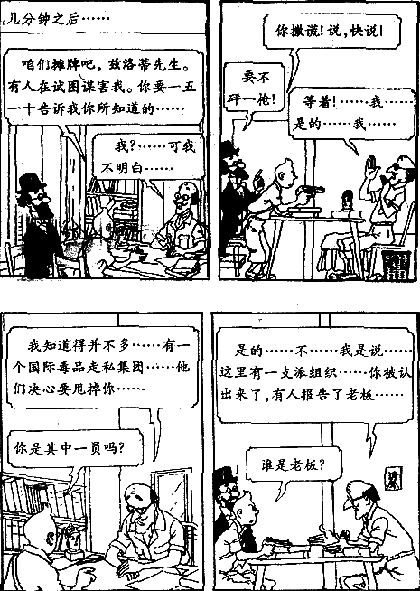 几分钟之后……
咱们摊牌吧，兹洛蒂先生。
有人在试图谋害我。你要一五
一十告诉我你所知道的……
我？……可我
不明白……
你撒谎！说，快说！
要不
开一枪！
等着！……我……
是的……我……
我知道得并不多……有一
个国际毒品走私集团……他
们决心要甩掉你……
你是其中一员吗？
是的……不……我是说……
这里有一支派组织……你被认
出来了，有人报告了老板……
谁是老板？